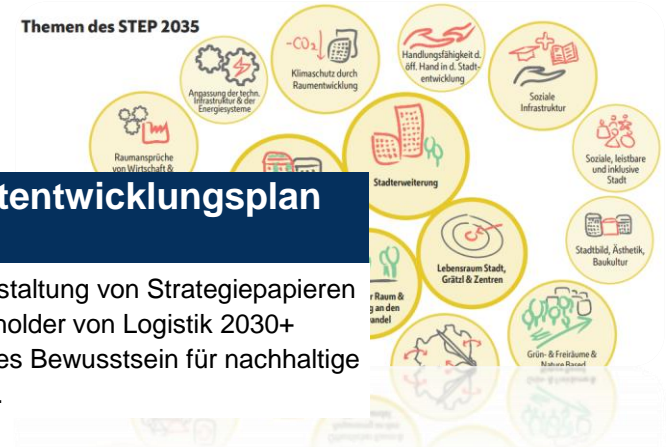 Themen des STEP 2035
-CO₂
Klimaschutz durch
Raumentwicklung
Handlungsfähigkeit d.
öff. Hand in d. Stadt-
entwicklung
Soziale
Infrastruktur
Anpassung der techn.
Infrastruktur & der
Energiesysteme
Raumansprüche
von Wirtschaft &
Stadterweiterung
Soziale, leistbare
und inklusive
Stadt
tentwicklungsplan
staltung von Strategiepapieren
holder von Logistik 2030+
es Bewusstsein für nachhaltige
Lebensraum Stadt,
Grätzl & Zentren
Stadtbild, Ästhetik,
Baukultur
r Raum &
g an den
andel
Grün- & Freiräume &
Nature Based